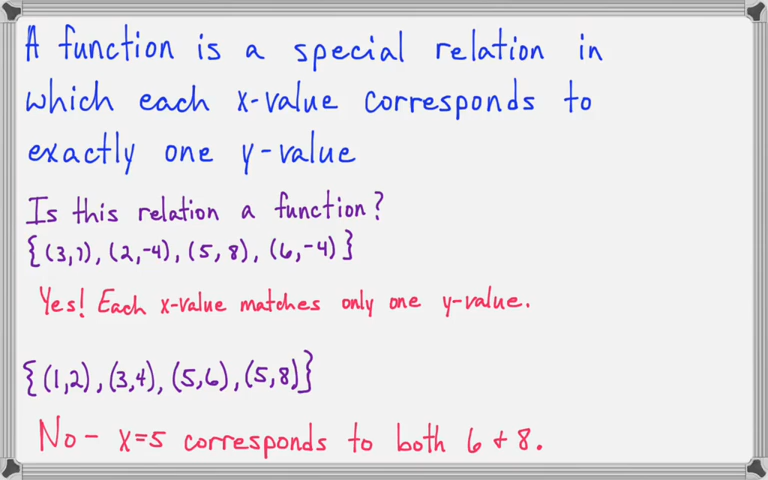 A function is a special relation in
which each x-value corresponds to
exactly one y-value
Is this relation a function?
{(3,7), (2,-4), (5,8), (6,-4)}
Yes! Each x-value matches only one y-value.
{(1,2), (3,4), (5,6), (5,8)}
No - x=5 corresponds to both 6 + 8.